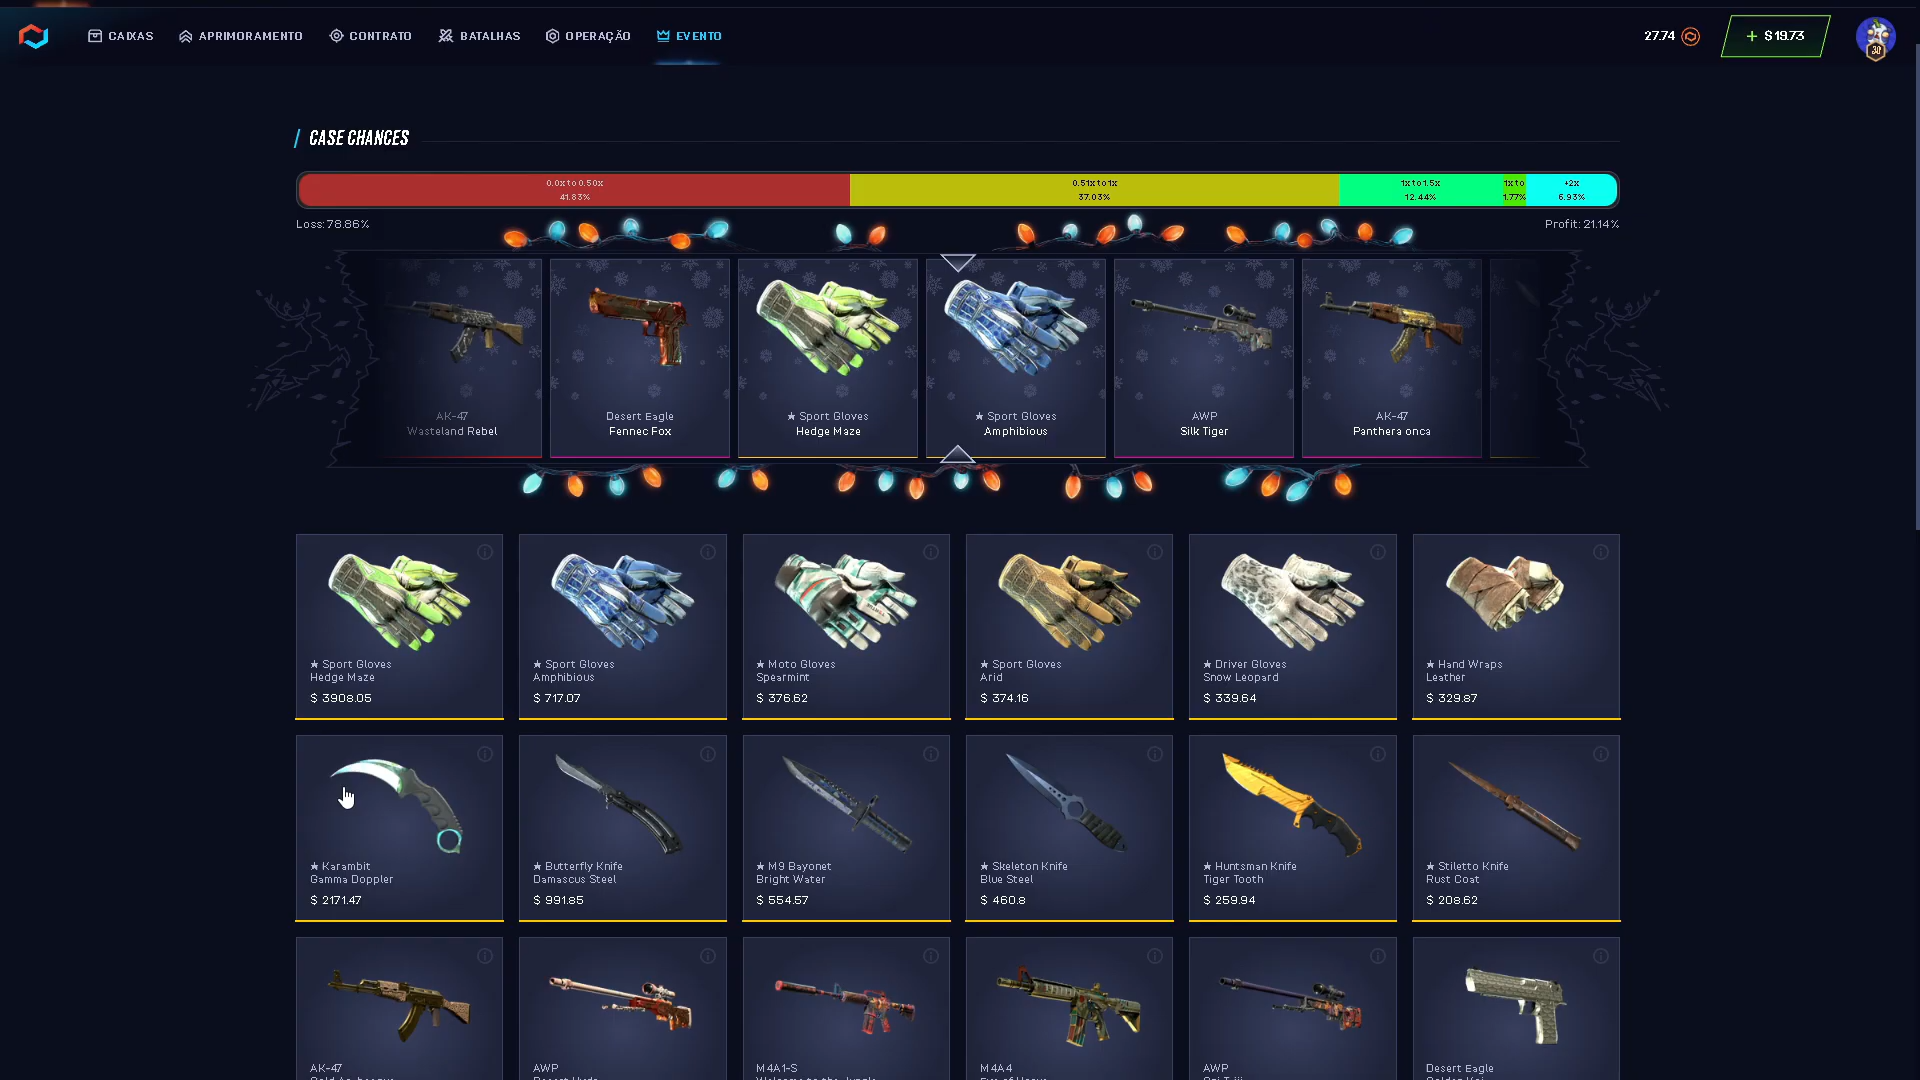 CAIXAS
APRIMORAMENTO
CONTRATO
BATALHAS
OPERAÇÃO
EVENTO
27.74
+ $ 19.73
30
CASE CHANCES
0.0x to 0.50x
41.83%
0.51x to 1x
37.03%
1x to 1.5x
12.44%
1x to
1.77%
+2x
6.93%
Loss: 78.86%
Profit: 21.14%
AK-47
Wasteland Rebel
Desert Eagle
Fennec Fox
★ Sport Gloves
Hedge Maze
★ Sport Gloves
Amphibious
AWP
Silk Tiger
AK-47
Panthera onca
★ Sport Gloves
Hedge Maze
$ 3908.05
★ Sport Gloves
Amphibious
$ 717.07
★ Moto Gloves
Spearmint
$ 376.62
★ Sport Gloves
Arid
$ 374.16
★ Driver Gloves
Snow Leopard
$ 339.64
★ Hand Wraps
Leather
$ 329.87
★ Karambit
Gamma Doppler
$ 2171.47
★ Butterfly Knife
Damascus Steel
$ 991.85
★ M9 Bayonet
Bright Water
$ 554.57
★ Skeleton Knife
Blue Steel
$ 460.8
★ Huntsman Knife
Tiger Tooth
$ 259.94
★ Stiletto Knife
Rust Coat
$ 208.62
AK-47
AWP
M4A1-S
M4A4
AWP
Desert Eagle